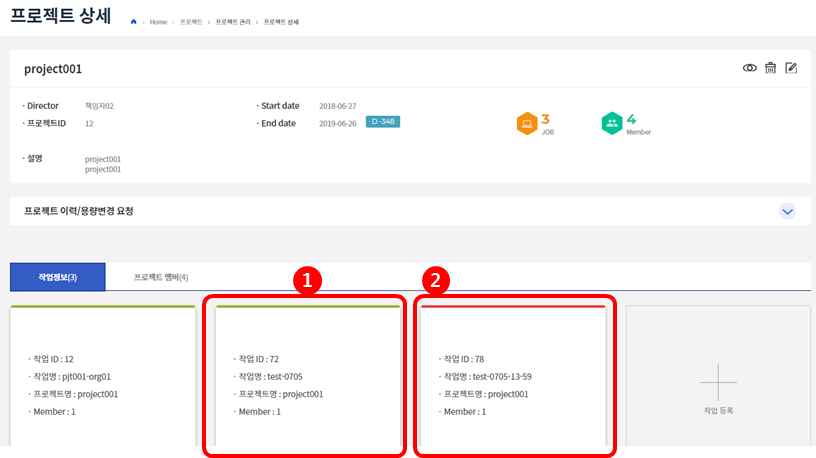 프로젝트 상세
Home › 프로젝트 › 프로젝트 관리 › 프로젝트 상세
project001
· Director 책임자02
· Start date 2018-06-27
· 프로젝트ID 12
· End date 2019-06-26 D -348
3 JOB
4 Member
· 설명 project001
project001
프로젝트 이력/용량변경 요청
작업정보(3)
프로젝트 멤버(4)
1
2
· 작업 ID : 12
· 작업명 : pjt001-org01
· 프로젝트명 : project001
· Member : 1
· 작업 ID : 72
· 작업명 : test-0705
· 프로젝트명 : project001
· Member : 1
· 작업 ID : 78
· 작업명 : test-0705-13-59
· 프로젝트명 : project001
· Member : 1
작업 등록